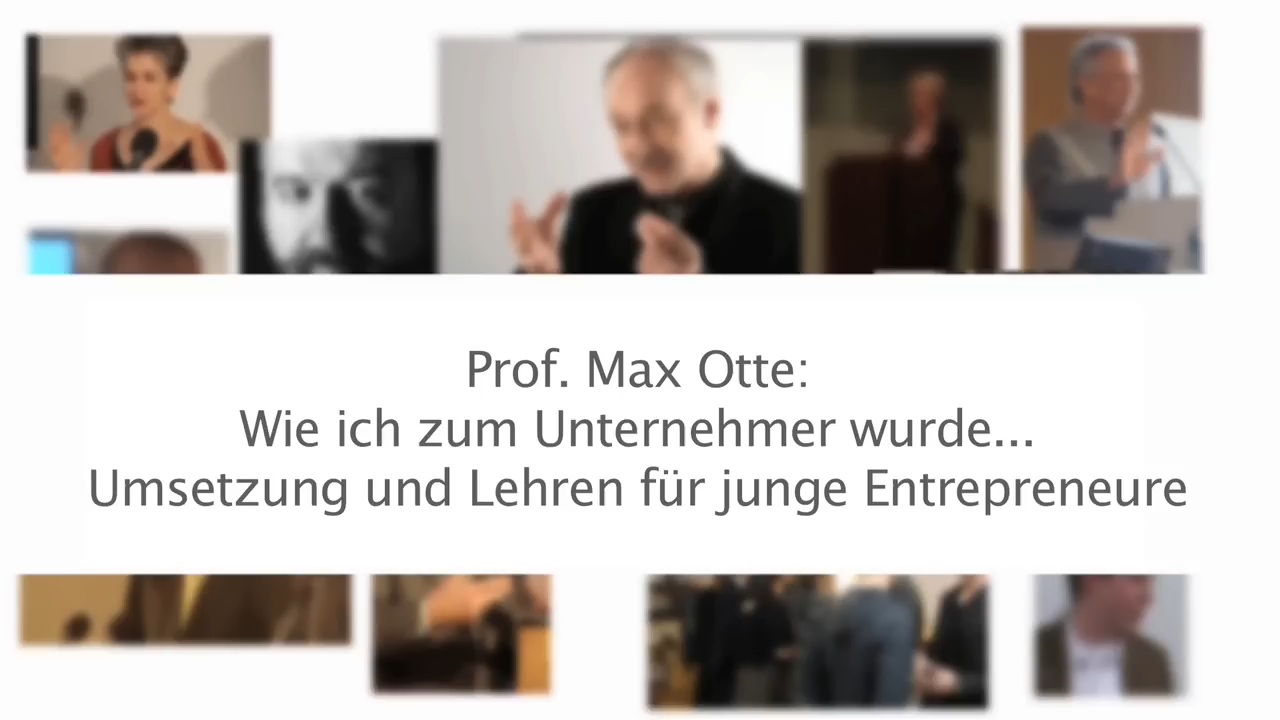 Prof. Max Otte:
Wie ich zum Unternehmer wurde...
Umsetzung und Lehren für junge Entrepreneure